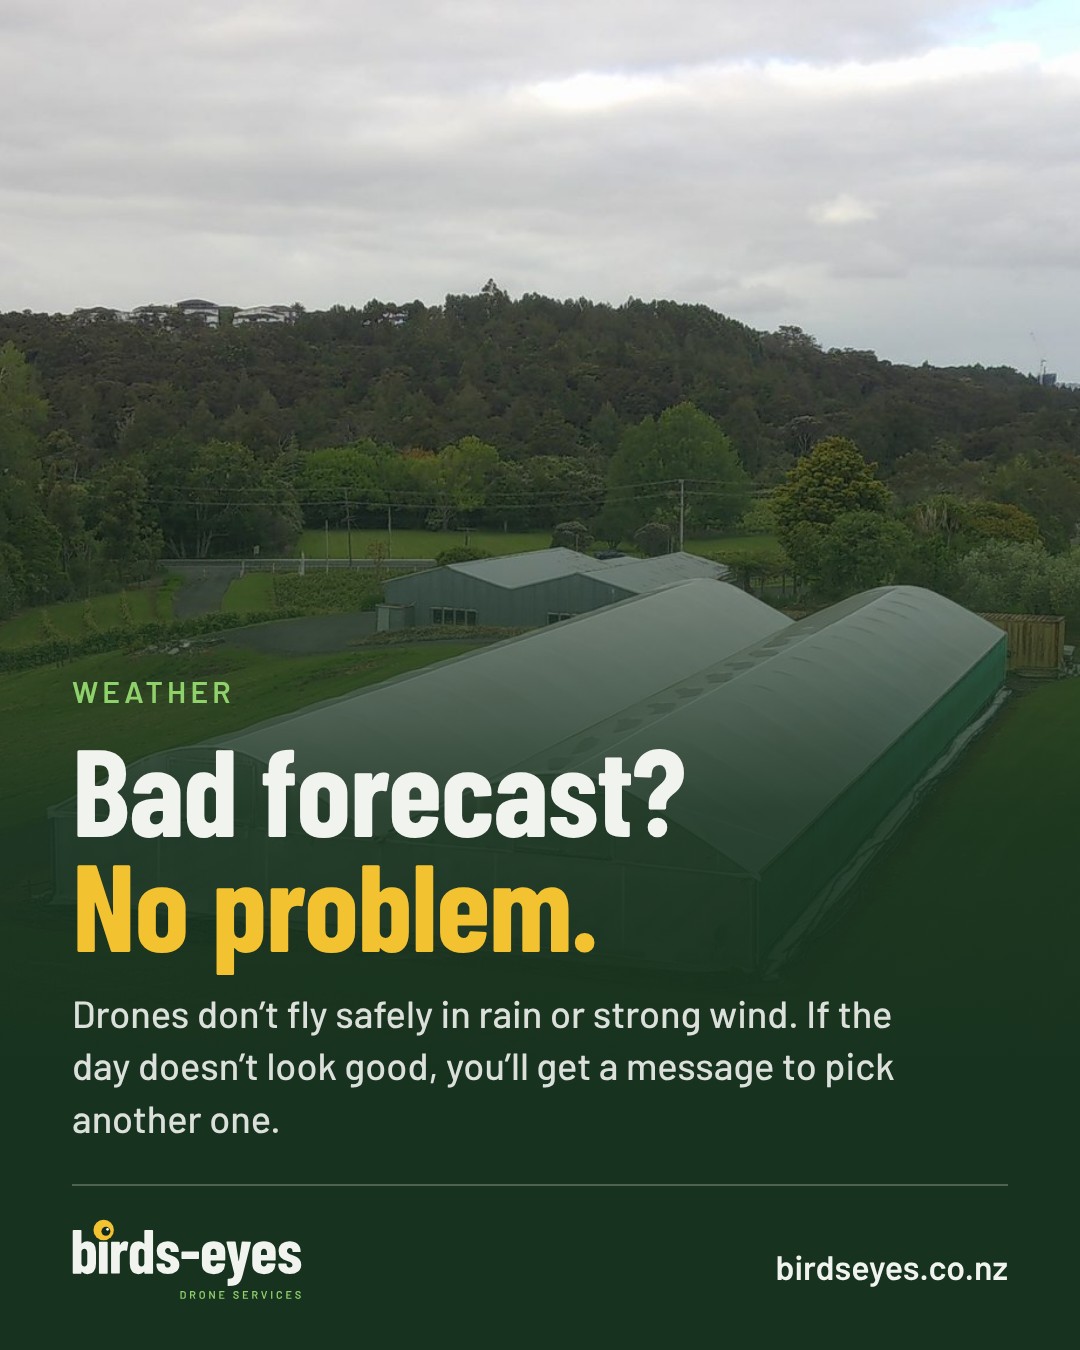 WEATHER
Bad forecast?
No problem.
Drones don’t fly safely in rain or strong wind. If the
day doesn’t look good, you’ll get a message to pick
another one.
birds-eyes
DRONE SERVICES
birdseyes.co.nz